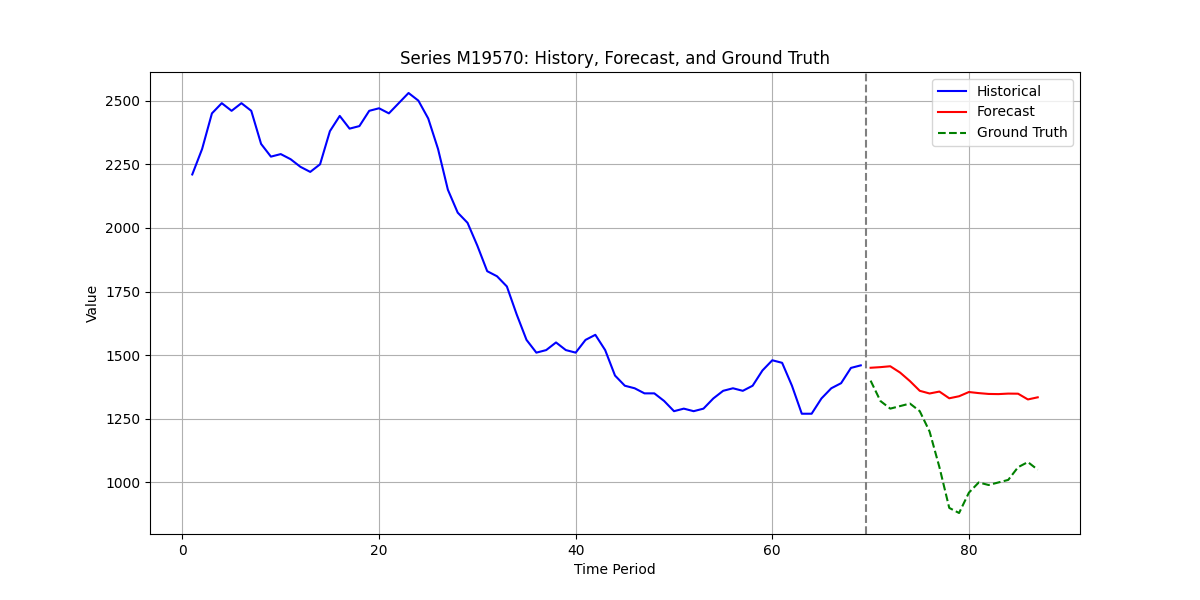 Series M19570: History, Forecast, and Ground Truth
Historical
Forecast
Ground Truth
Value
2500
2250
2000
1750
1500
1250
1000
0 20 40 60 80
Time Period